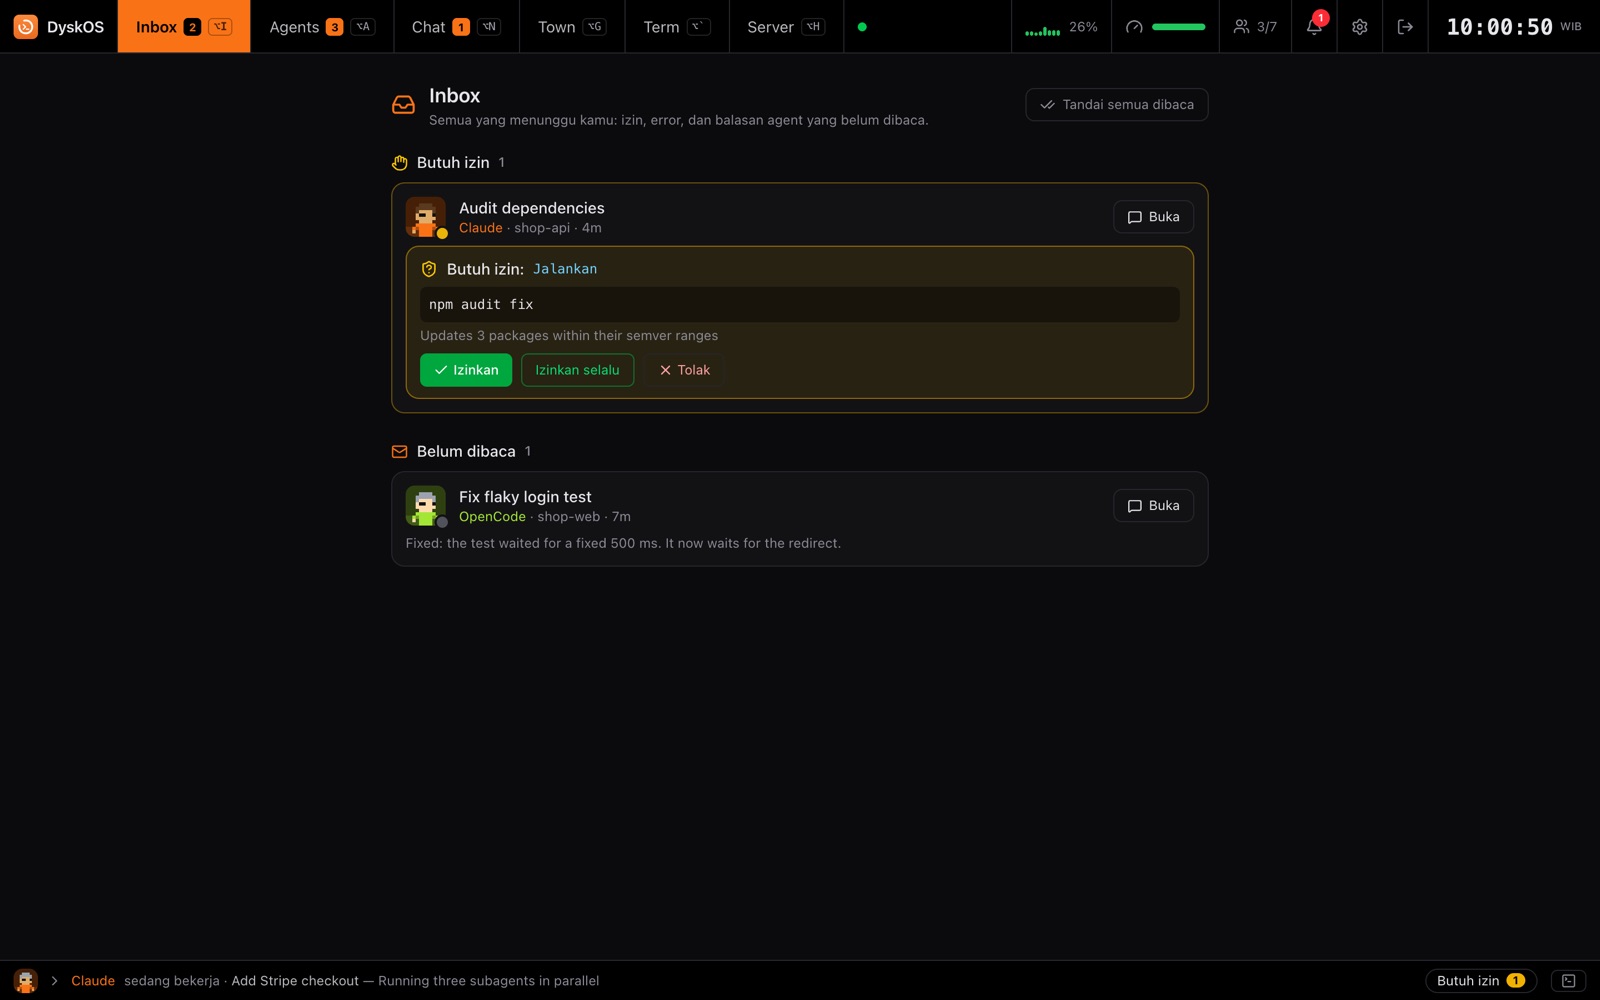 DyskOS
Inbox 2 ⌥I
Agents 3 ⌥A
Chat 1 ⌥N
Town ⌥G
Term ⌥`
Server ⌥H
26%
3/7
1
10:00:50 WIB
Inbox
Semua yang menunggu kamu: izin, error, dan balasan agent yang belum dibaca.
Tandai semua dibaca
Butuh izin 1
Audit dependencies
Claude · shop-api · 4m
Buka
Butuh izin: Jalankan
npm audit fix
Updates 3 packages within their semver ranges
Izinkan
Izinkan selalu
Tolak
Belum dibaca 1
Fix flaky login test
OpenCode · shop-web · 7m
Buka
Fixed: the test waited for a fixed 500 ms. It now waits for the redirect.
Claude sedang bekerja · Add Stripe checkout — Running three subagents in parallel
Butuh izin 1